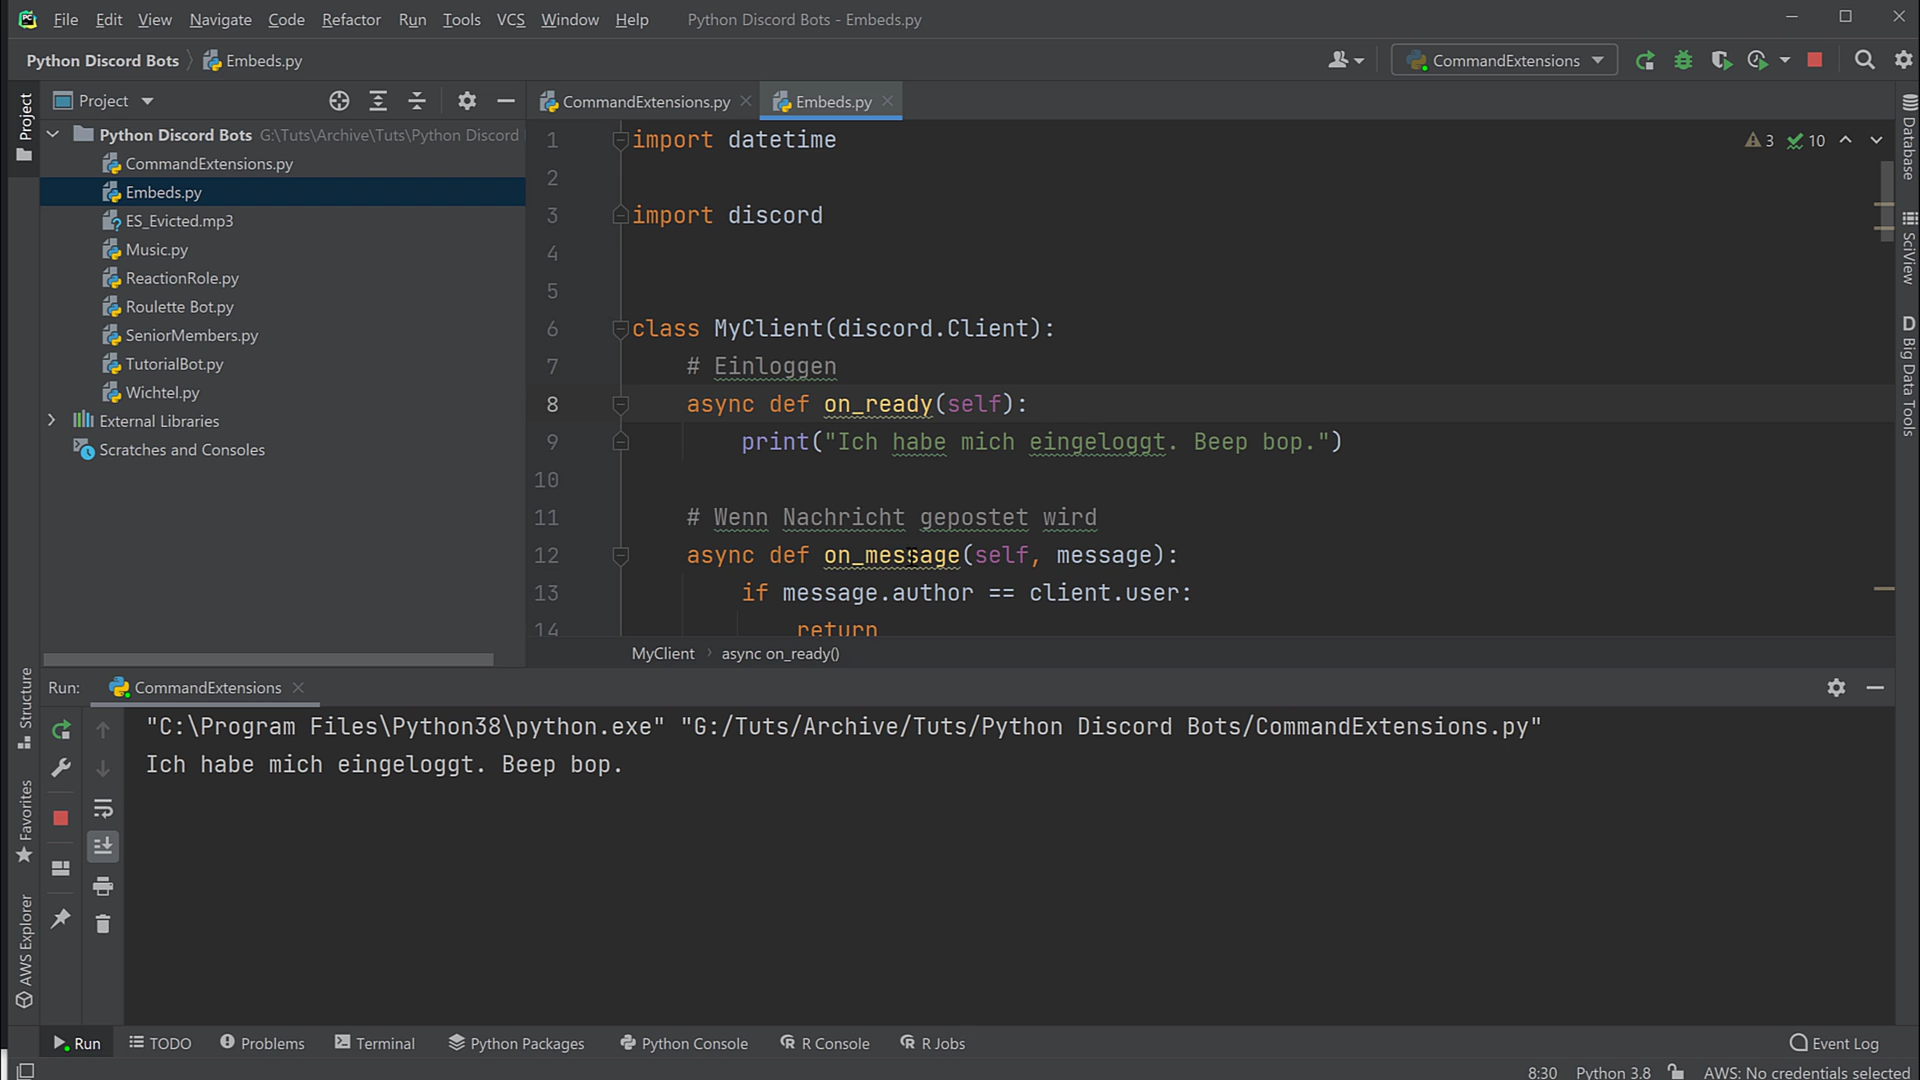 File Edit View Navigate Code Refactor Run Tools VCS Window Help Python Discord Bots - Embeds.py
Python Discord Bots Embeds.py CommandExtensions
Project
Project
CommandExtensions.py Embeds.py
Python Discord Bots G:\Tuts\Archive\Tuts\Python Discord
CommandExtensions.py
Embeds.py
ES_Evicted.mp3
Music.py
ReactionRole.py
Roulette Bot.py
SeniorMembers.py
TutorialBot.py
Wichtel.py
External Libraries
Scratches and Consoles
3 10
1 import datetime
2
3 import discord
4
5
6 class MyClient(discord.Client):
7 # Einloggen
8 async def on_ready(self):
9 print("Ich habe mich eingeloggt. Beep bop.")
10
11 # Wenn Nachricht gepostet wird
12 async def on_message(self, message):
13 if message.author == client.user:
14 return
MyClient async on_ready()
Database
SciView
D Big Data Tools
Structure
Favorites
AWS Explorer
Run: CommandExtensions
"C:\Program Files\Python38\python.exe" "G:/Tuts/Archive/Tuts/Python Discord Bots/CommandExtensions.py"
Ich habe mich eingeloggt. Beep bop.
Run TODO Problems Terminal Python Packages Python Console R Console R Jobs Event Log
8:30 Python 3.8 AWS: No credentials selected